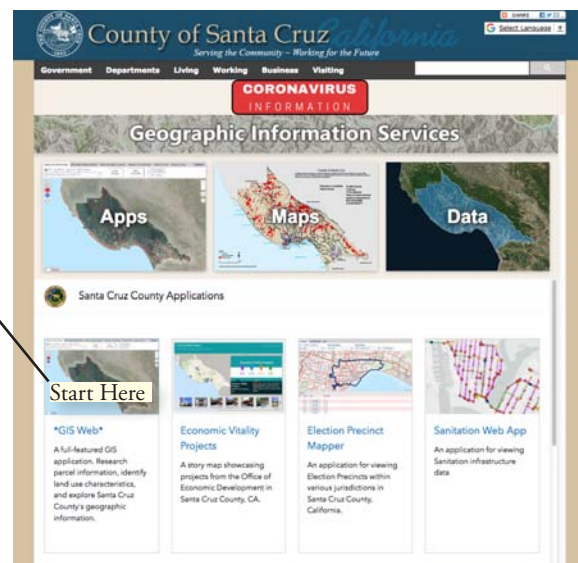 SHARE
County of Santa Cruz
California
Serving the Community ~ Working for the Future
Select Language
Government Departments Living Working Business Visiting
CORONAVIRUS
INFORMATION
Geographic Information Services
Apps
Maps
Data
Santa Cruz County Applications
Start Here
*GIS Web*
A full-featured GIS
application. Research
parcel information, identify
land use characteristics,
and explore Santa Cruz
County's geographic
information.
Economic Vitality
Projects
A story map showcasing
projects from the Office of
Economic Development in
Santa Cruz County, CA.
Election Precinct
Mapper
An application for viewing
Election Precincts within
various jurisdictions in
Santa Cruz County,
California.
Sanitation Web App
An application for viewing
Sanitation infrastructure
data